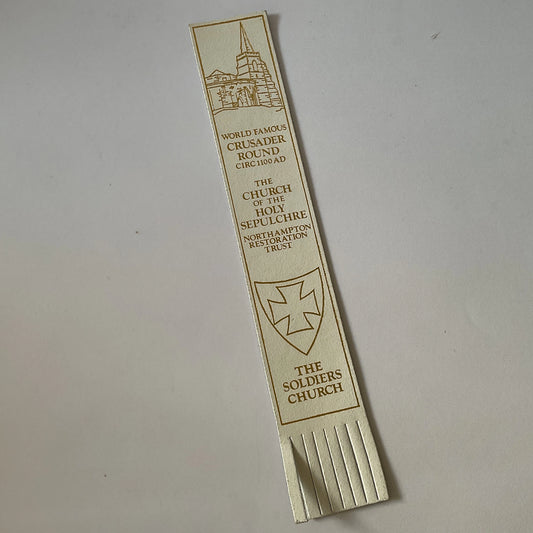 WORLD FAMOUS
CRUSADER
ROUND
CIRC 1100 AD
THE
CHURCH
OF THE
HOLY
SEPULCHRE
NORTHAMPTON
RESTORATION
TRUST
THE
SOLDIERS
CHURCH